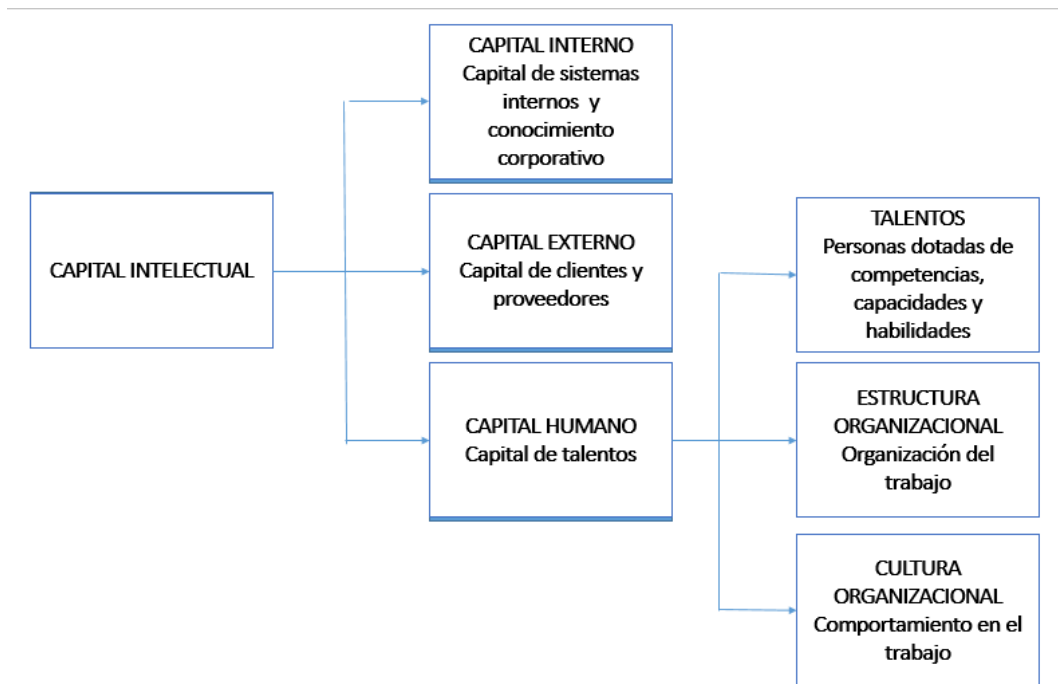 CAPITAL INTELECTUAL
CAPITAL INTERNO
Capital de sistemas
internos y
conocimiento
corporativo
CAPITAL EXTERNO
Capital de clientes y
proveedores
CAPITAL HUMANO
Capital de talentos
TALENTOS
Personas dotadas de
competencias,
capacidades y
habilidades
ESTRUCTURA
ORGANIZACIONAL
Organización del
trabajo
CULTURA
ORGANIZACIONAL
Comportamiento en el
trabajo